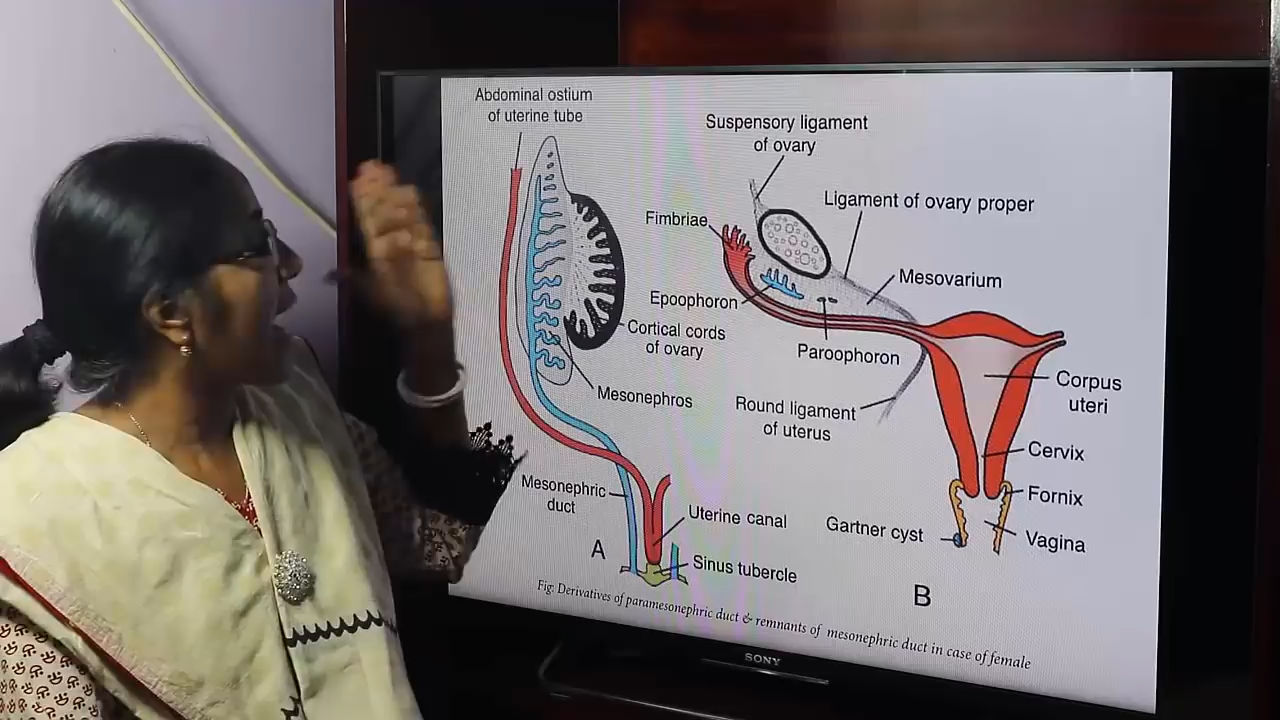 Abdominal ostium
of uterine tube
Cortical cords
of ovary
Mesonephros
Mesonephric
duct
Uterine canal
Sinus tubercle
A
Suspensory ligament
of ovary
Ligament of ovary proper
Fimbriae
Mesovarium
Epoophoron
Paroophoron
Round ligament
of uterus
Corpus
uteri
Cervix
Fornix
Gartner cyst
Vagina
B
Fig: Derivatives of paramesonephric duct & remnants of mesonephric duct in case of female
SONY